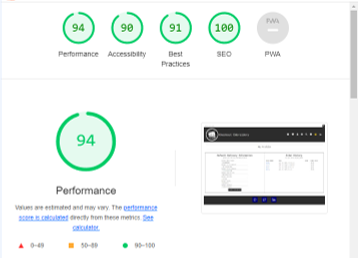 94
90
91
100
PWA
Performance
Accessibility
Best
Practices
SEO
PWA
94
Performance
Values are estimated and may vary. The performance
score is calculated directly from these metrics. See
calculator.
0–49
50–89
90–100